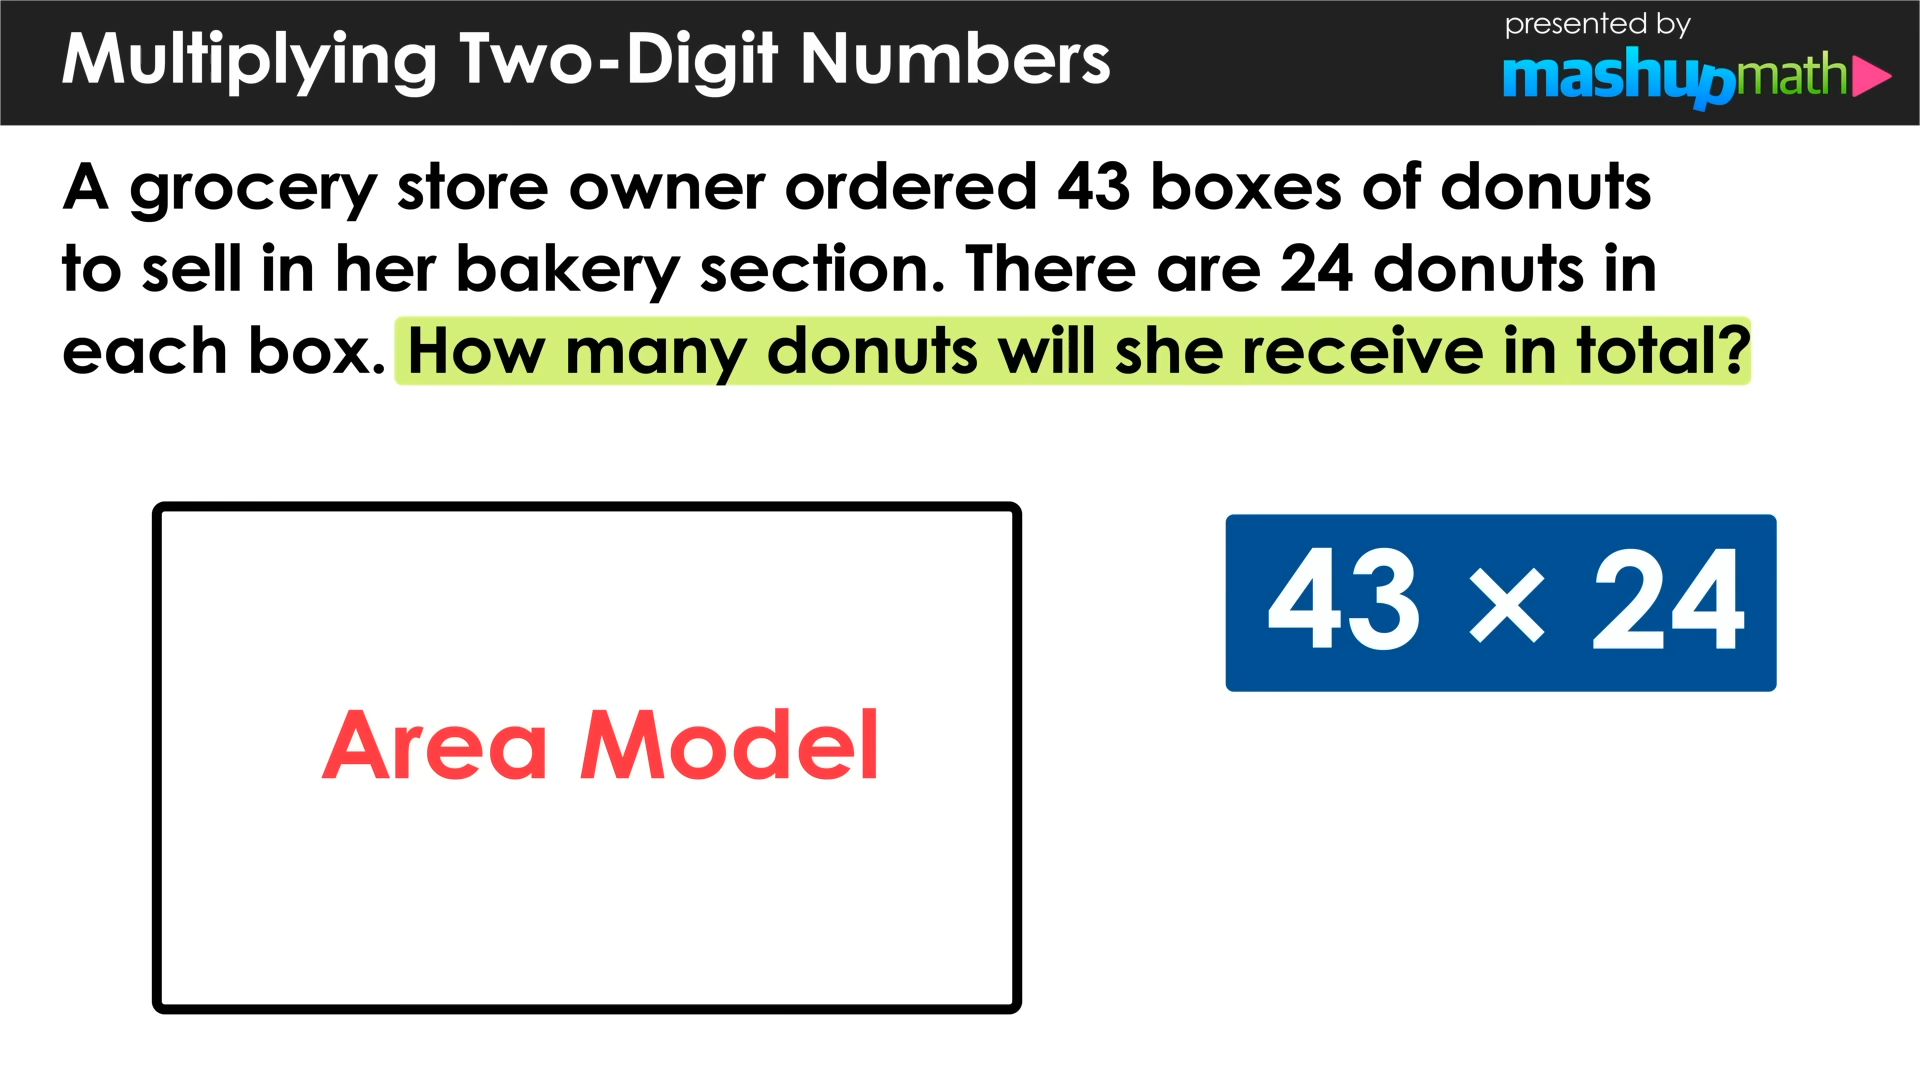 Multiplying Two-Digit Numbers
presented by
mashupmath
A grocery store owner ordered 43 boxes of donuts
to sell in her bakery section. There are 24 donuts in
each box. How many donuts will she receive in total?
43 × 24
Area Model